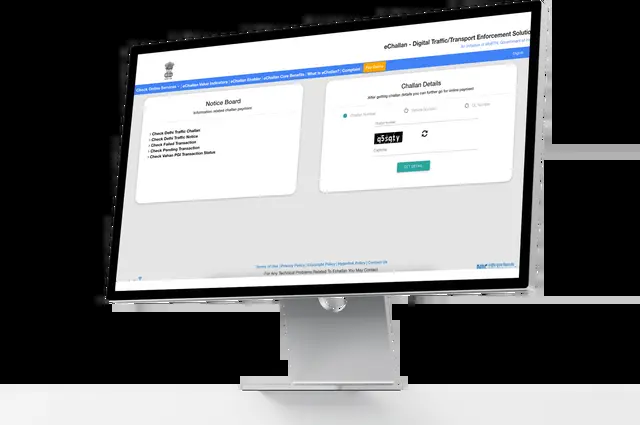 eChallan - Digital Traffic/Transport Enforcement Solutio
An Initiative of MoRTH, Government of In
Check Online Services
eChallan Value Indicators / eChallan Enabler / eChallan Core Benefits / What is eChallan? / Complaint
Pay Online
Notice Board
Information related challan payment
› Check Delhi Traffic Challan
› Check Delhi Traffic Notice
› Check Failed Transaction
› Check Pending Transaction
› Check Vahan PGI Transaction Status
Challan Details
After getting challan details you can further go for online payment
Challan Number
Vehicle Number
DL Number
q5sqty
Captcha
GET DETAIL
Terms of Use | Privacy Policy | Copyright Policy | Hyperlink Policy | Contact Us
For Any Technical Problems Related To Echallan You May Contact
NIC